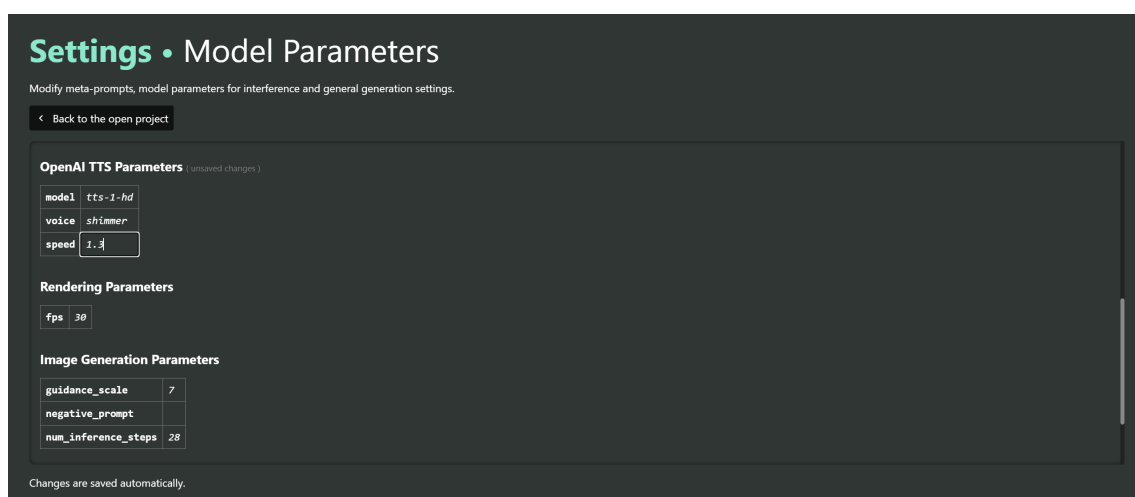 Settings • Model Parameters
Modify meta-prompts, model parameters for interference and general generation settings.
< Back to the open project
OpenAI TTS Parameters ( unsaved changes )
model tts-1-hd
voice shimmer
speed 1.3
Rendering Parameters
fps 30
Image Generation Parameters
guidance_scale 7
negative_prompt
num_inference_steps 28
Changes are saved automatically.